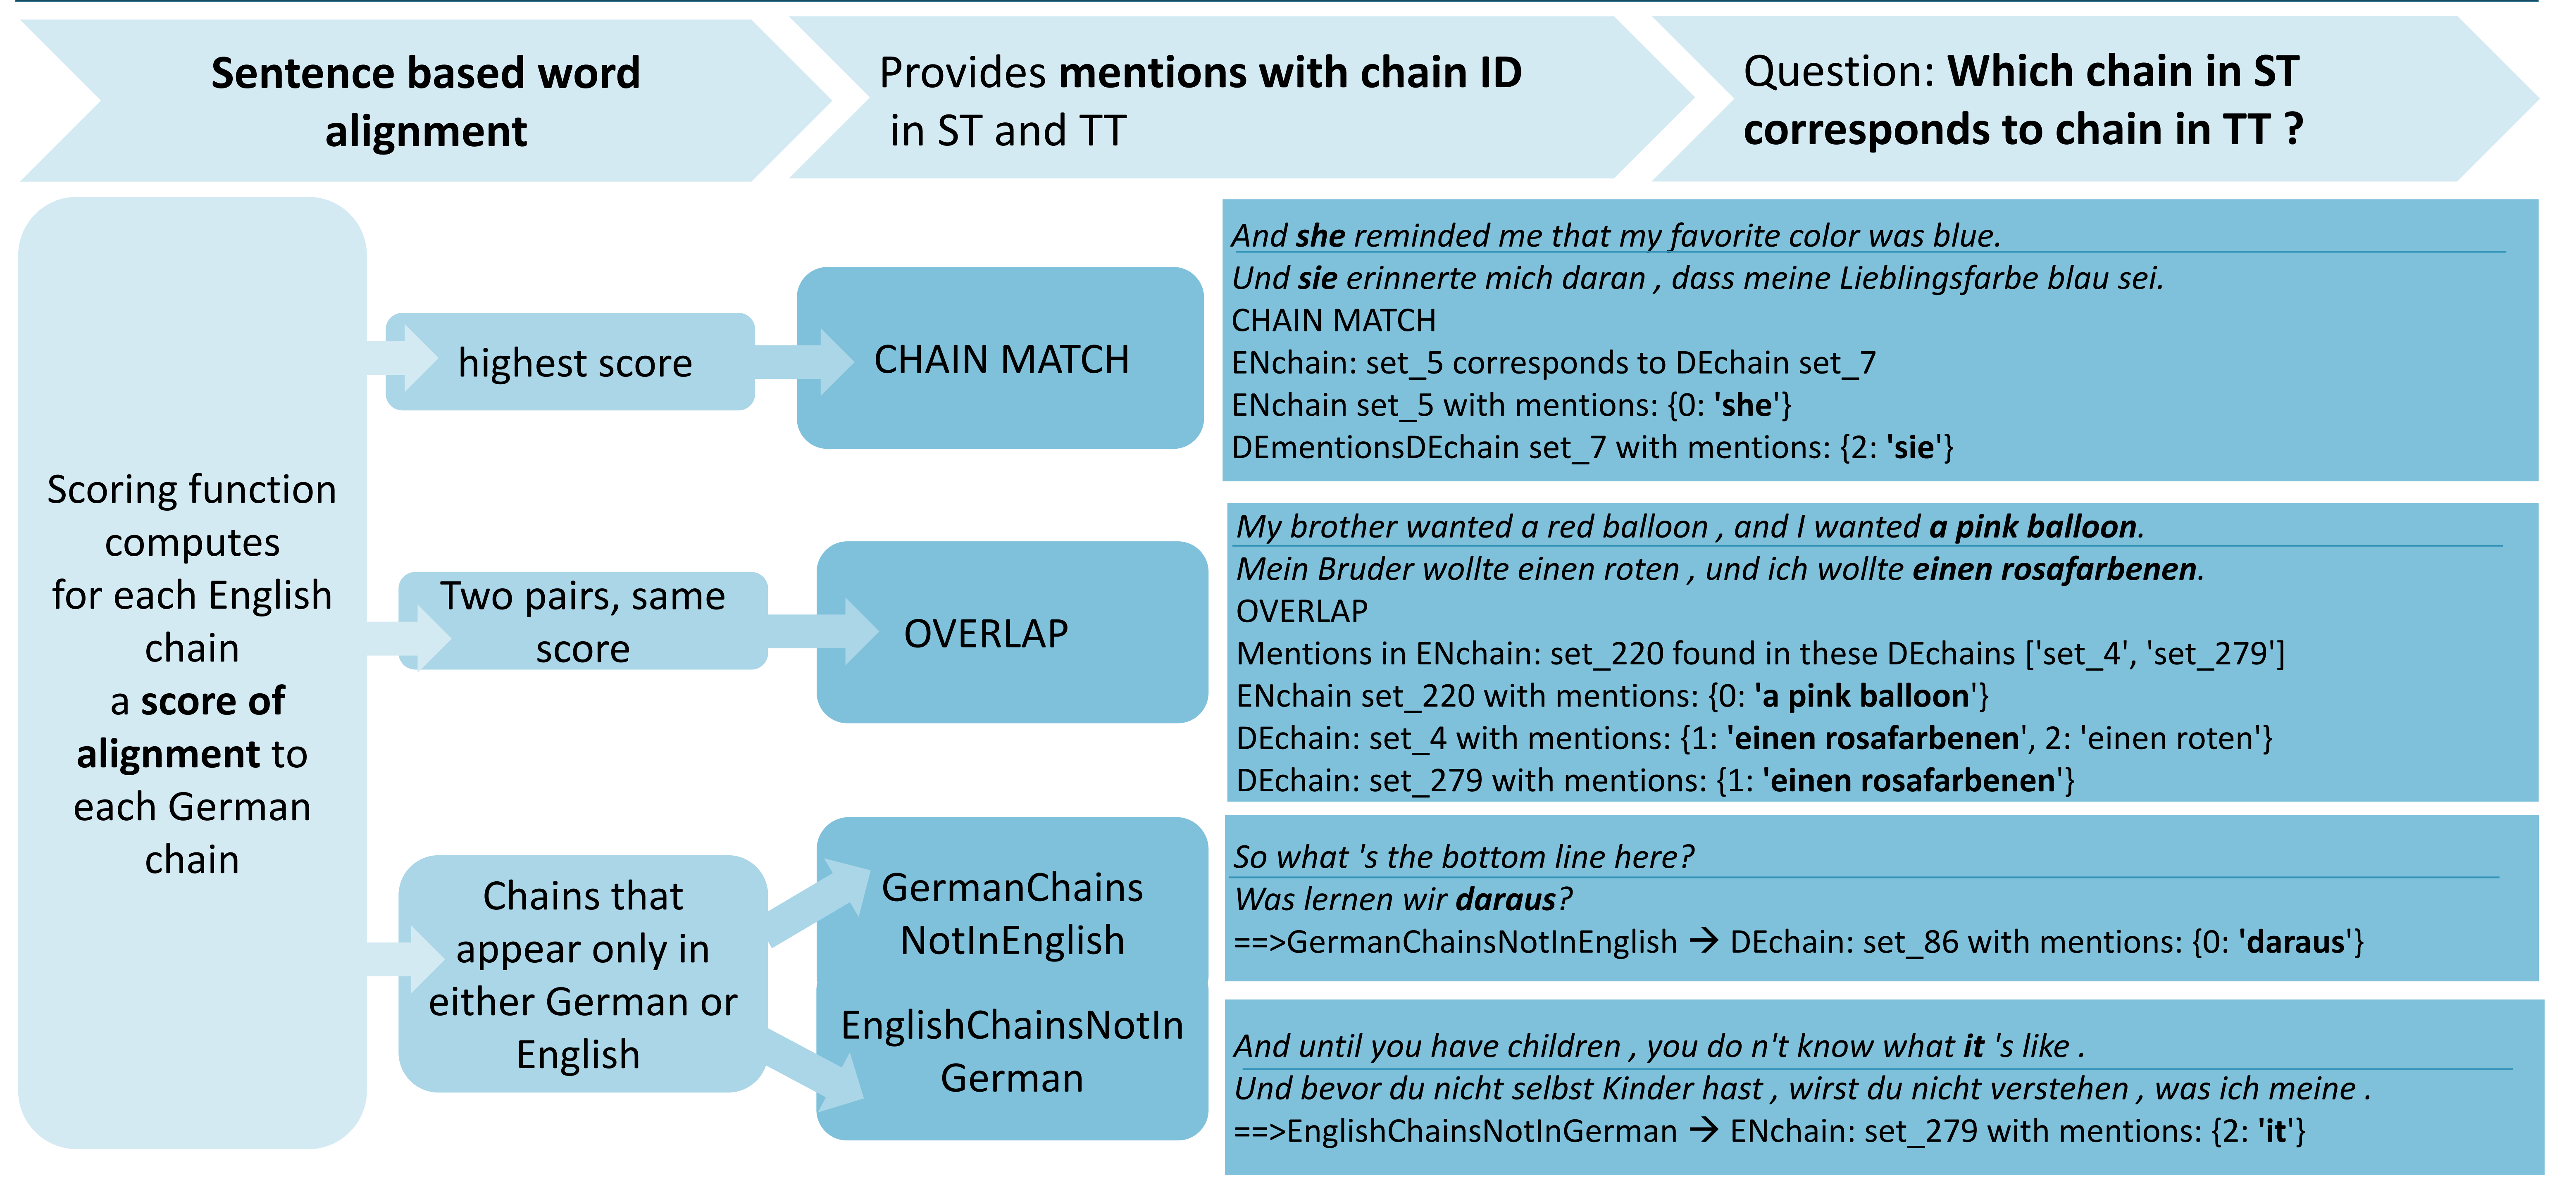 Sentence based word
alignment
Provides mentions with chain ID
in ST and TT
Question: Which chain in ST
corresponds to chain in TT ?
Scoring function
computes
for each English
chain
a score of
alignment to
each German
chain
highest score
CHAIN MATCH
And she reminded me that my favorite color was blue.
Und sie erinnerte mich daran , dass meine Lieblingsfarbe blau sei.
CHAIN MATCH
ENchain: set_5 corresponds to DEchain set_7
ENchain set_5 with mentions: {0: 'she'}
DEmentionsDEchain set_7 with mentions: {2: 'sie'}
Two pairs, same
score
OVERLAP
My brother wanted a red balloon , and I wanted a pink balloon.
Mein Bruder wollte einen roten , und ich wollte einen rosafarbenen.
OVERLAP
Mentions in ENchain: set_220 found in these DEchains ['set_4', 'set_279']
ENchain set_220 with mentions: {0: 'a pink balloon'}
DEchain: set_4 with mentions: {1: 'einen rosafarbenen', 2: 'einen roten'}
DEchain: set_279 with mentions: {1: 'einen rosafarbenen'}
Chains that
appear only in
either German or
English
GermanChains
NotInEnglish
EnglishChainsNotIn
German
So what 's the bottom line here?
Was lernen wir daraus?
==>GermanChainsNotInEnglish → DEchain: set_86 with mentions: {0: 'daraus'}
And until you have children , you do n't know what it 's like .
Und bevor du nicht selbst Kinder hast , wirst du nicht verstehen , was ich meine .
==>EnglishChainsNotInGerman → ENchain: set_279 with mentions: {2: 'it'}